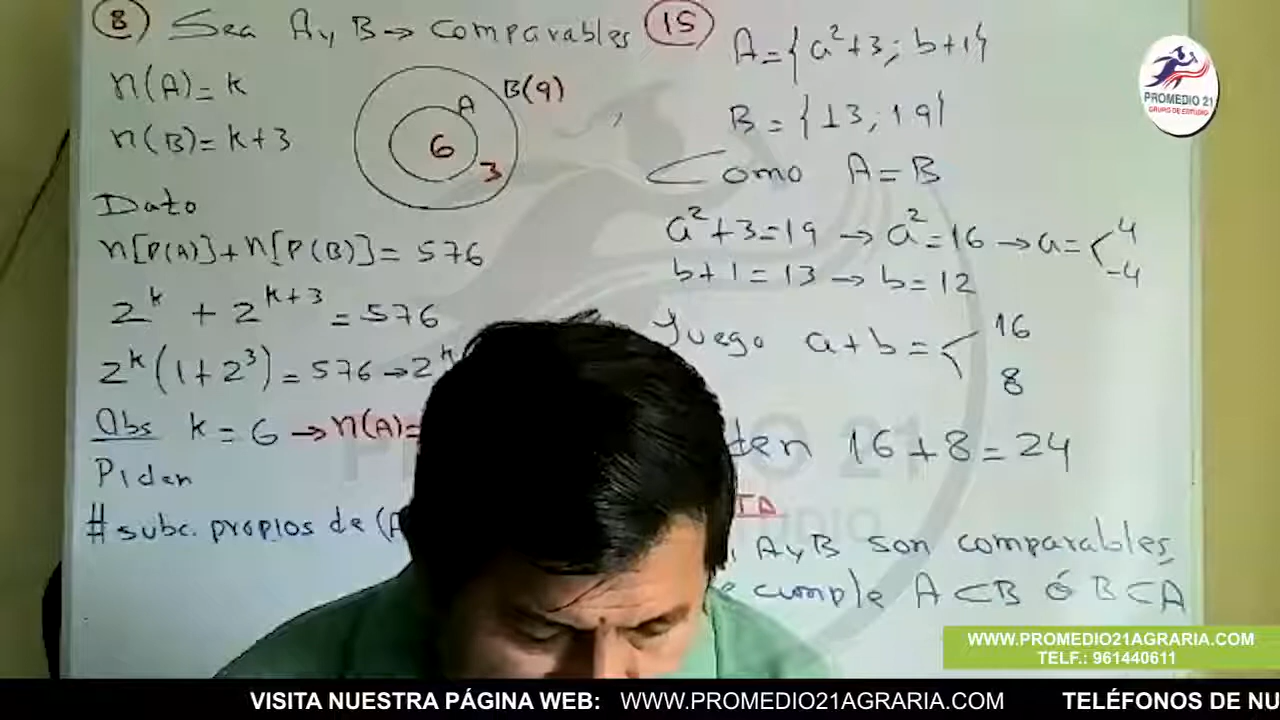 8 Sea A y B → Comparables
n(A)=k
n(B)=k+3
A B(9)
6
3
Dato
n[P(A)]+n[P(B)]=576
2^k + 2^(k+3) = 576
2^k(1+2^3)=576→2^k
Obs k=6→n(A)=
Piden
# subc. propios de (A
15 A={a²+3; b+1}
B={13; 19}
Como A=B
a²+3=19 → a²=16 → a=< 4
-4
b+1=13 → b=12
Luego a+b=< 16
8
16+8=24
A y B son comparables
cumple A⊂B ó B⊂A
PROMEDIO 21
GRUPO DE ESTUDIO
WWW.PROMEDIO21AGRARIA.COM
TELF.: 961440611
VISITA NUESTRA PÁGINA WEB: WWW.PROMEDIO21AGRARIA.COM TELÉFONOS DE NU